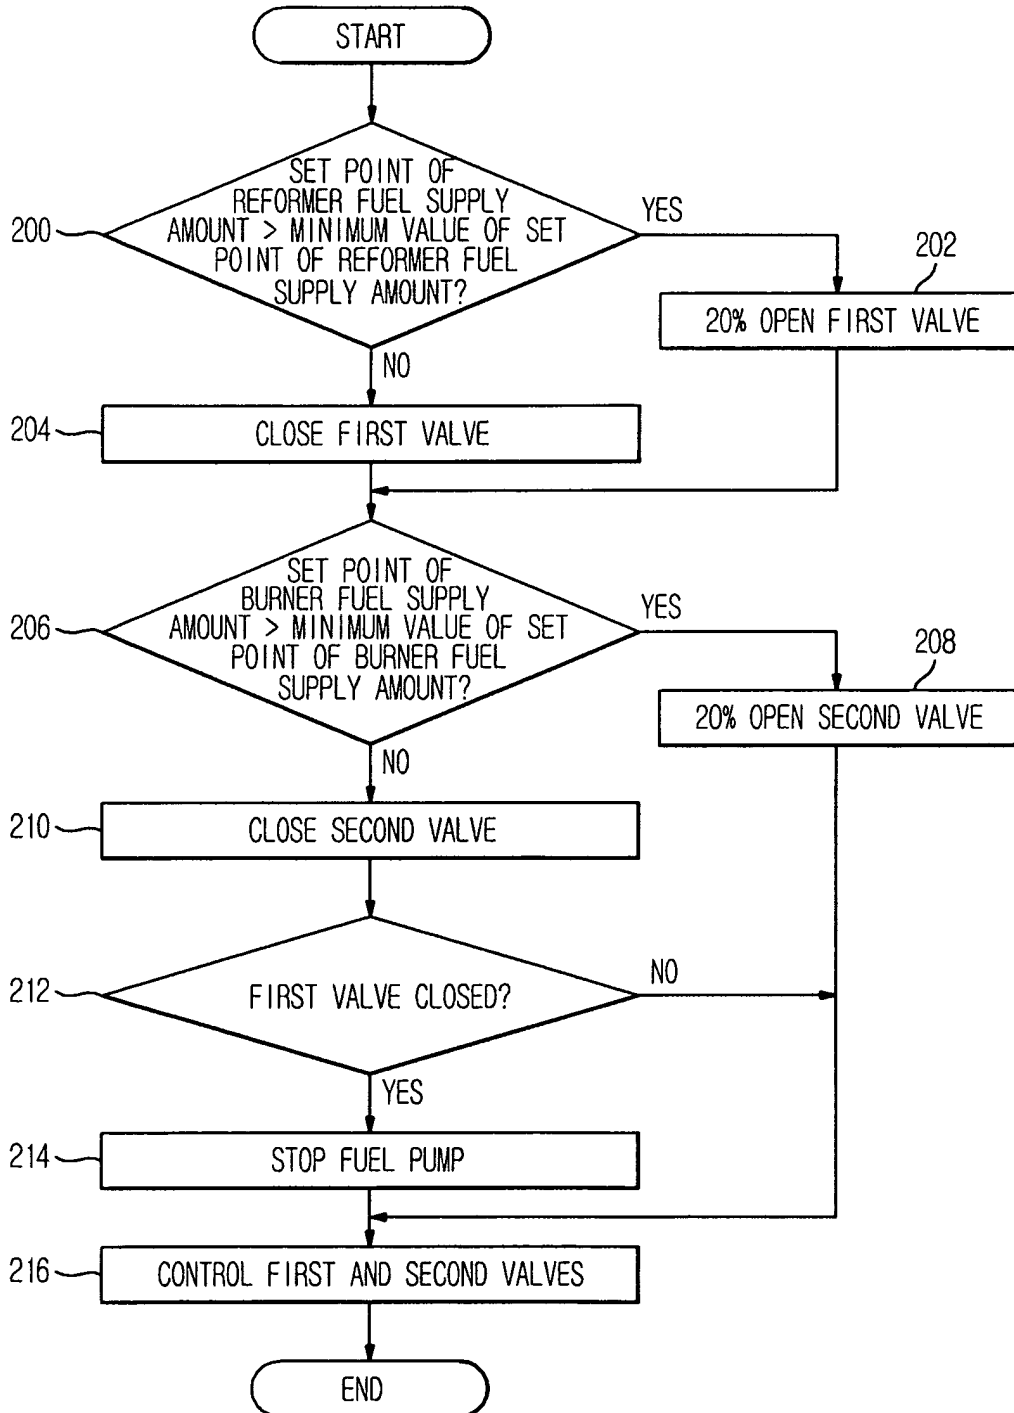 START
SET POINT OF
REFORMER FUEL SUPPLY
AMOUNT > MINIMUM VALUE OF SET
POINT OF REFORMER FUEL
SUPPLY AMOUNT?
200
YES
202
20% OPEN FIRST VALVE
NO
204
CLOSE FIRST VALVE
SET POINT OF
BURNER FUEL SUPPLY
AMOUNT > MINIMUM VALUE OF SET
POINT OF BURNER FUEL
SUPPLY AMOUNT?
206
YES
208
20% OPEN SECOND VALVE
NO
210
CLOSE SECOND VALVE
212
FIRST VALVE CLOSED?
NO
YES
214
STOP FUEL PUMP
216
CONTROL FIRST AND SECOND VALVES
END